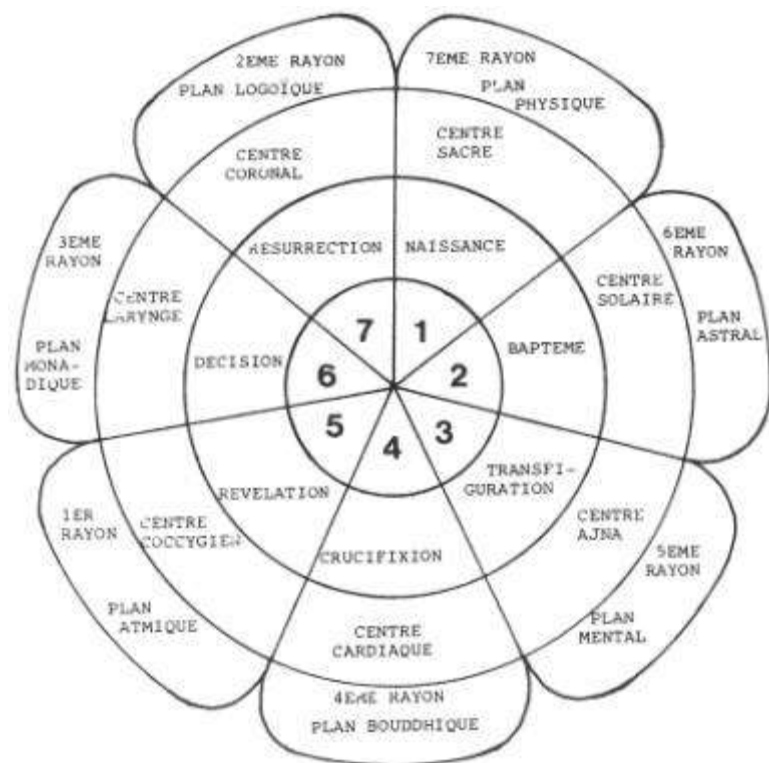 2EME RAYON
PLAN LOGOÏQUE
CENTRE
CORONAL
RESURRECTION
7
7EME RAYON
PLAN
PHYSIQUE
CENTRE
SACRE
NAISSANCE
1
6EME
RAYON
PLAN
ASTRAL
CENTRE
SOLAIRE
BAPTEME
2
5EME
RAYON
PLAN
MENTAL
CENTRE
AJNA
TRANSFI-
GURATION
3
4
CRUCIFIXION
CENTRE
CARDIAQUE
4EME RAYON
PLAN BOUDDHIQUE
5
REVELATION
CENTRE
COCCYGIEN
1ER
RAYON
PLAN
ATMIQUE
6
DECISION
CENTRE
LARYNGE
3EME
RAYON
PLAN
MONA-
DIQUE